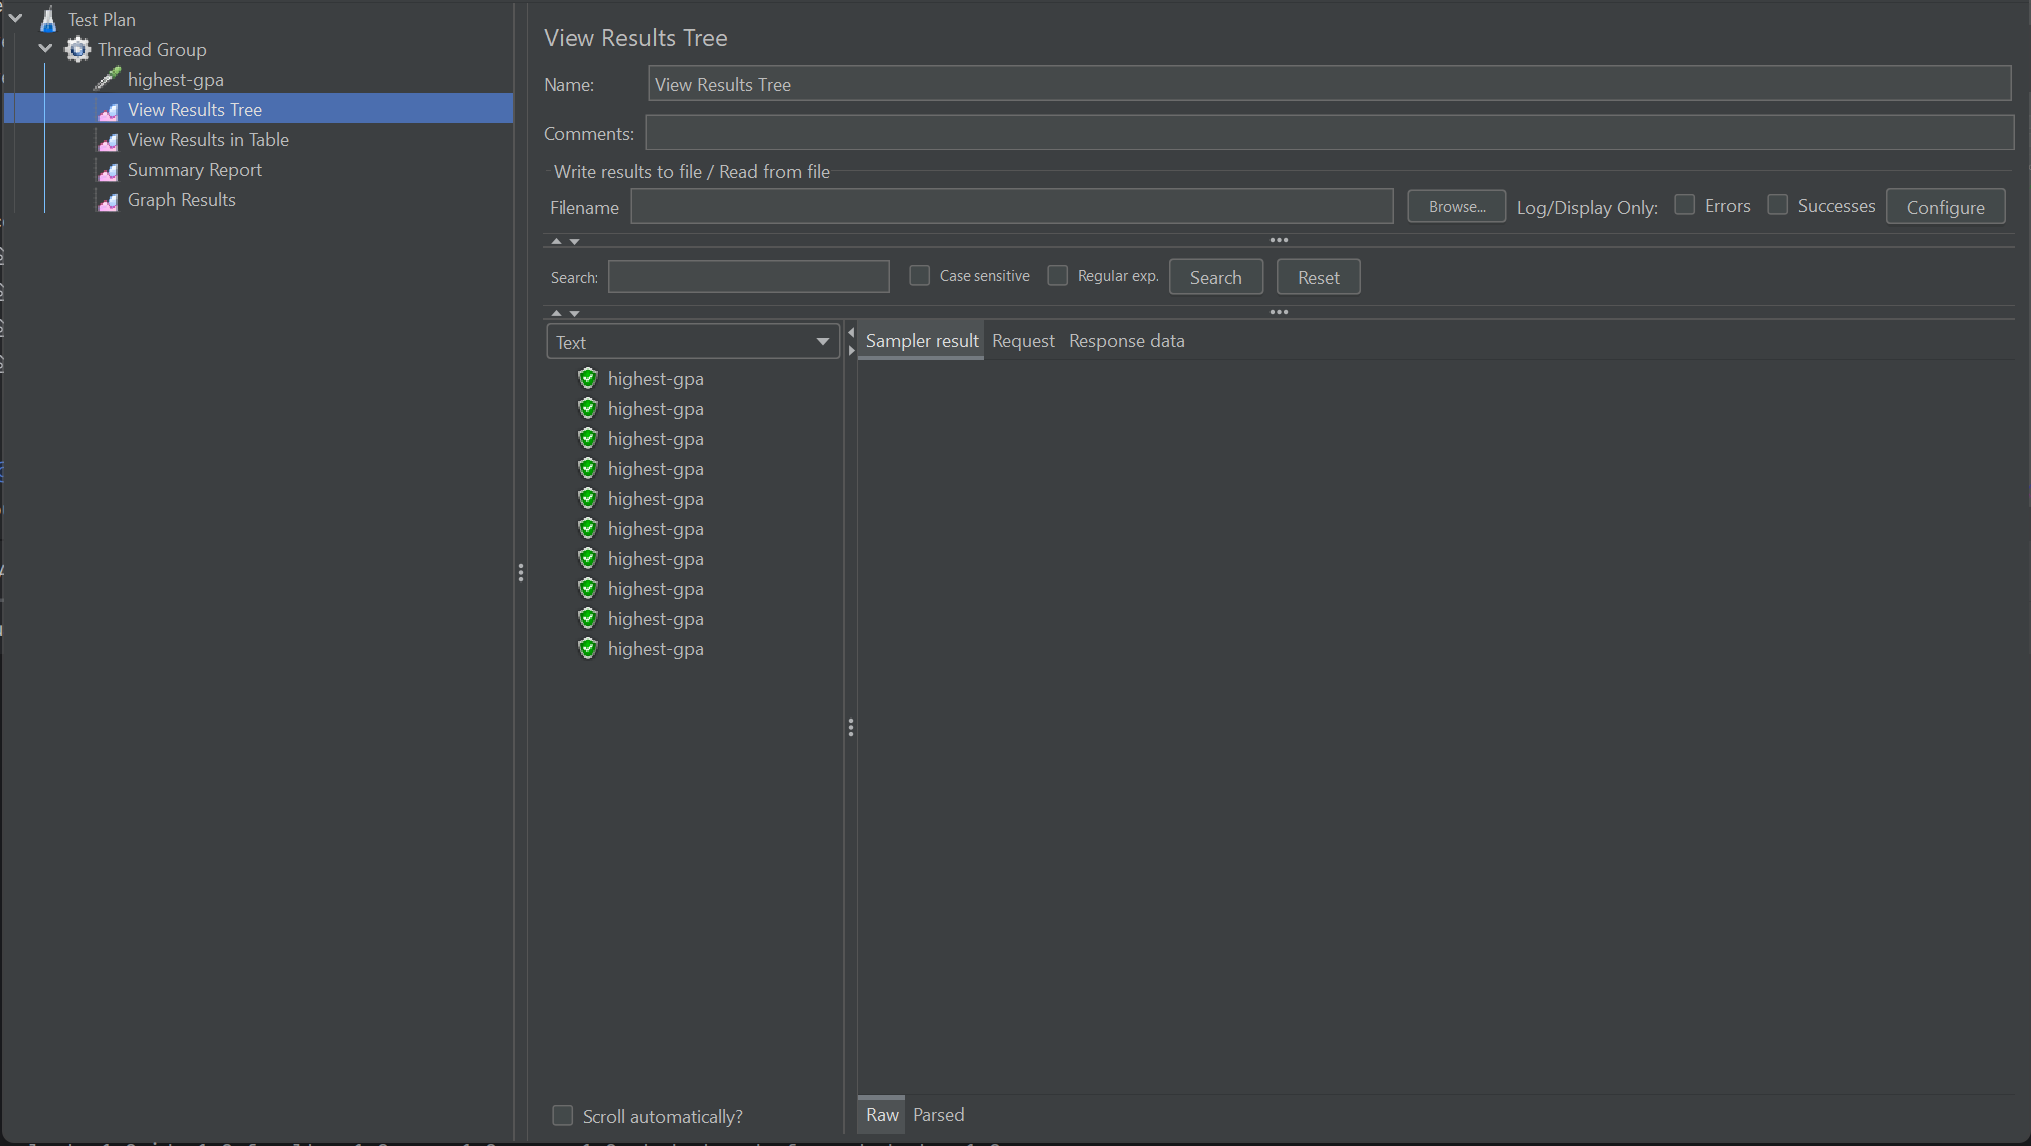 Test Plan
Thread Group
highest-gpa
View Results Tree
View Results in Table
Summary Report
Graph Results
View Results Tree
Name: View Results Tree
Comments:
Write results to file / Read from file
Filename Browse... Log/Display Only: Errors Successes Configure
Search: Case sensitive Regular exp. Search Reset
Text
Sampler result Request Response data
highest-gpa
highest-gpa
highest-gpa
highest-gpa
highest-gpa
highest-gpa
highest-gpa
highest-gpa
highest-gpa
highest-gpa
Scroll automatically?
Raw Parsed